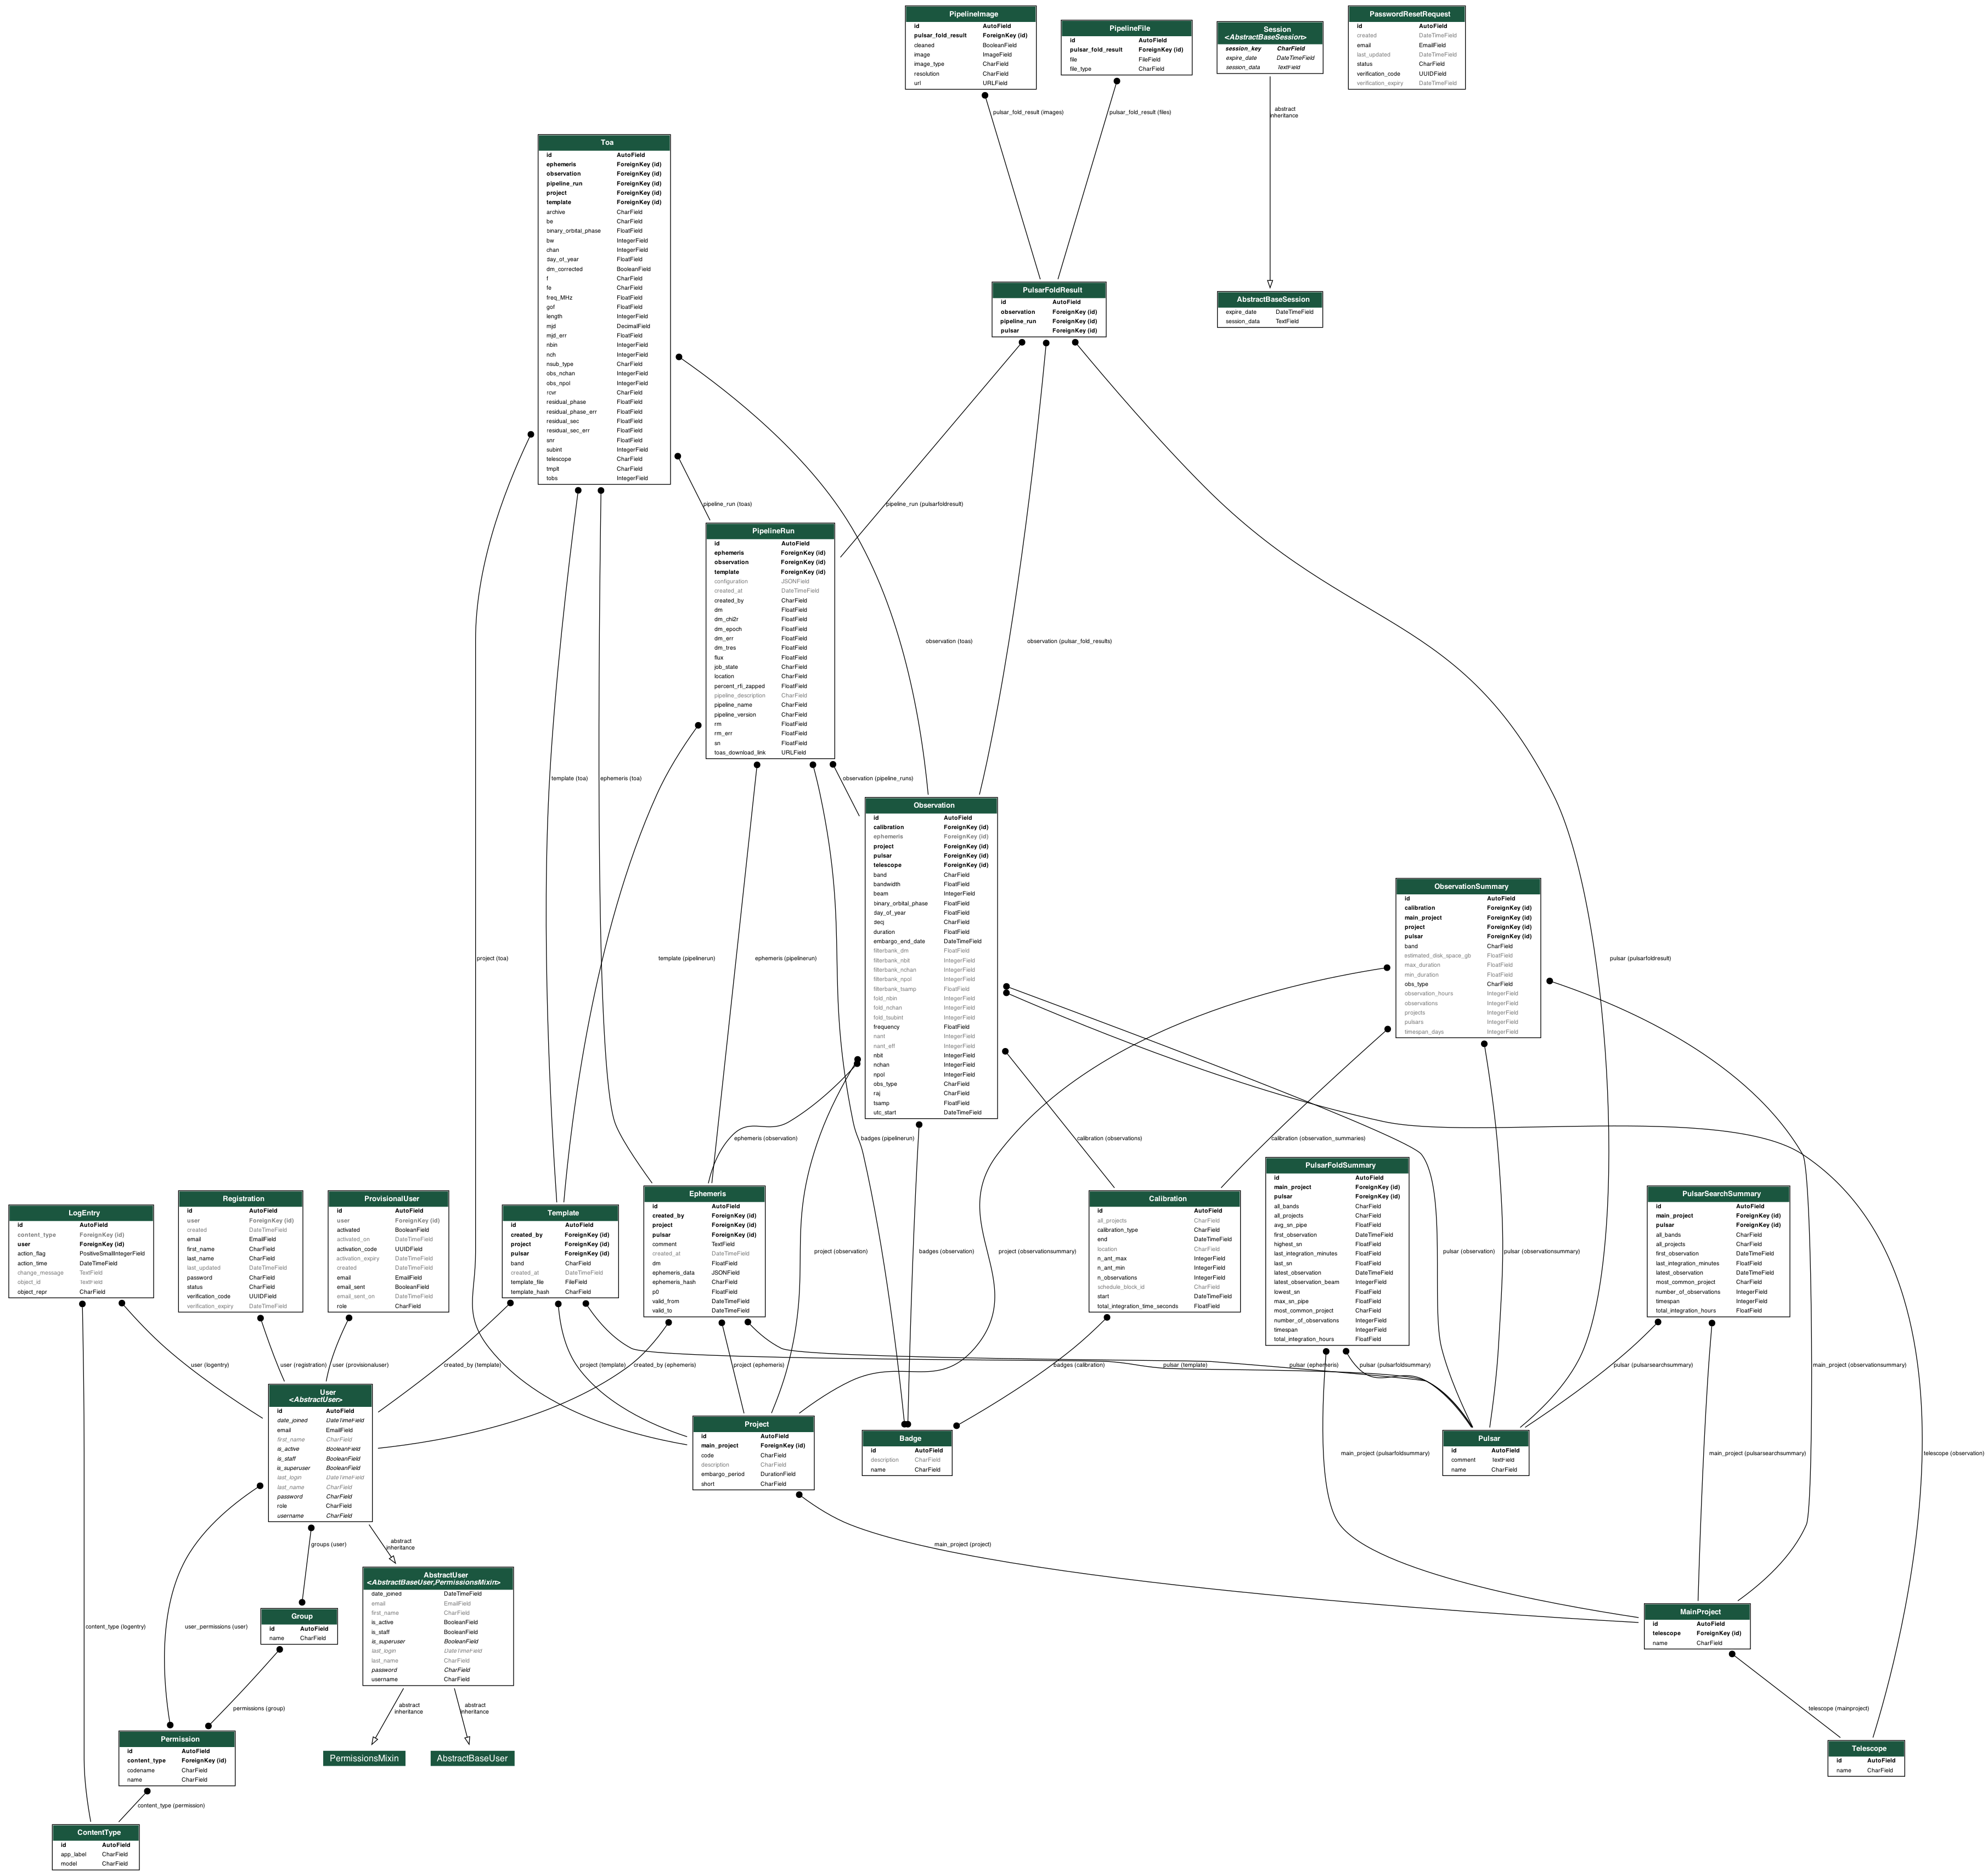 PipelineImage
id AutoField
pulsar_fold_result ForeignKey (id)
cleaned BooleanField
image ImageField
image_type CharField
resolution CharField
url URLField
PipelineFile
id AutoField
pulsar_fold_result ForeignKey (id)
file FileField
file_type CharField
Session
<AbstractBaseSession>
session_key CharField
expire_date DateTimeField
session_data TextField
PasswordResetRequest
id AutoField
created DateTimeField
email EmailField
last_updated DateTimeField
status CharField
verification_code UUIDField
verification_expiry DateTimeField
pulsar_fold_result (images)
pulsar_fold_result (files)
abstract
inheritance
Toa
id AutoField
ephemeris ForeignKey (id)
observation ForeignKey (id)
pipeline_run ForeignKey (id)
project ForeignKey (id)
template ForeignKey (id)
archive CharField
be CharField
binary_orbital_phase FloatField
bw IntegerField
chan IntegerField
day_of_year FloatField
dm_corrected BooleanField
f CharField
fe CharField
freq_MHz FloatField
gof FloatField
length IntegerField
mjd DecimalField
mjd_err FloatField
nbin IntegerField
nch IntegerField
nsub_type CharField
obs_nchan IntegerField
obs_npol IntegerField
rcvr CharField
residual_phase FloatField
residual_phase_err FloatField
residual_sec FloatField
residual_sec_err FloatField
snr FloatField
subint IntegerField
telescope CharField
tmplt CharField
tobs IntegerField
PulsarFoldResult
id AutoField
observation ForeignKey (id)
pipeline_run ForeignKey (id)
pulsar ForeignKey (id)
AbstractBaseSession
expire_date DateTimeField
session_data TextField
pipeline_run (toas)
pipeline_run (pulsarfoldresult)
PipelineRun
id AutoField
ephemeris ForeignKey (id)
observation ForeignKey (id)
template ForeignKey (id)
configuration JSONField
created_at DateTimeField
created_by CharField
dm FloatField
dm_chi2r FloatField
dm_epoch FloatField
dm_err FloatField
dm_tres FloatField
flux FloatField
job_state CharField
location CharField
percent_rfi_zapped FloatField
pipeline_description CharField
pipeline_name CharField
pipeline_version CharField
rm FloatField
rm_err FloatField
sn FloatField
toas_download_link URLField
observation (toas)
observation (pulsar_fold_results)
template (toa)
ephemeris (toa)
observation (pipeline_runs)
Observation
id AutoField
calibration ForeignKey (id)
ephemeris ForeignKey (id)
project ForeignKey (id)
pulsar ForeignKey (id)
telescope ForeignKey (id)
band CharField
bandwidth FloatField
beam IntegerField
binary_orbital_phase FloatField
day_of_year FloatField
decj CharField
duration FloatField
embargo_end_date DateTimeField
filterbank_dm FloatField
filterbank_nbit IntegerField
filterbank_nchan IntegerField
filterbank_npol IntegerField
filterbank_tsamp FloatField
fold_nbin IntegerField
fold_nchan IntegerField
fold_tsubint IntegerField
frequency FloatField
nant IntegerField
nant_eff IntegerField
nbit IntegerField
nchan IntegerField
npol IntegerField
obs_type CharField
raj CharField
tsamp FloatField
utc_start DateTimeField
ObservationSummary
id AutoField
calibration ForeignKey (id)
main_project ForeignKey (id)
project ForeignKey (id)
pulsar ForeignKey (id)
band CharField
estimated_disk_space_gb FloatField
max_duration FloatField
min_duration FloatField
obs_type CharField
observation_hours IntegerField
observations IntegerField
projects IntegerField
pulsars IntegerField
timespan_days IntegerField
project (toa)
template (pipelinerun)
ephemeris (pipelinerun)
pulsar (pulsarfoldresult)
ephemeris (observation)
badges (pipelinerun)
calibration (observations)
calibration (observation_summaries)
LogEntry
id AutoField
content_type ForeignKey (id)
user ForeignKey (id)
action_flag PositiveSmallIntegerField
action_time DateTimeField
change_message TextField
object_id TextField
object_repr CharField
Registration
id AutoField
user ForeignKey (id)
created DateTimeField
email EmailField
first_name CharField
last_name CharField
last_updated DateTimeField
password CharField
status CharField
verification_code UUIDField
verification_expiry DateTimeField
ProvisionalUser
id AutoField
user ForeignKey (id)
activated BooleanField
activated_on DateTimeField
activation_code UUIDField
activation_expiry DateTimeField
created DateTimeField
email EmailField
email_sent BooleanField
email_sent_on DateTimeField
role CharField
Template
id AutoField
created_by ForeignKey (id)
project ForeignKey (id)
pulsar ForeignKey (id)
band CharField
created_at DateTimeField
template_file FileField
template_hash CharField
Ephemeris
id AutoField
created_by ForeignKey (id)
project ForeignKey (id)
pulsar ForeignKey (id)
comment TextField
created_at DateTimeField
dm FloatField
ephemeris_data JSONField
ephemeris_hash CharField
p0 FloatField
valid_from DateTimeField
valid_to DateTimeField
Calibration
id AutoField
all_projects CharField
calibration_type CharField
end DateTimeField
location CharField
n_ant_max IntegerField
n_ant_min IntegerField
n_observations IntegerField
schedule_block_id CharField
start DateTimeField
total_integration_time_seconds FloatField
PulsarFoldSummary
id AutoField
main_project ForeignKey (id)
pulsar ForeignKey (id)
all_bands CharField
all_projects CharField
avg_sn_pipe FloatField
first_observation DateTimeField
highest_sn FloatField
last_integration_minutes FloatField
last_sn FloatField
latest_observation DateTimeField
latest_observation_beam IntegerField
lowest_sn FloatField
max_sn_pipe FloatField
most_common_project CharField
number_of_observations IntegerField
timespan IntegerField
total_integration_hours FloatField
PulsarSearchSummary
id AutoField
main_project ForeignKey (id)
pulsar ForeignKey (id)
all_bands CharField
all_projects CharField
first_observation DateTimeField
last_integration_minutes FloatField
latest_observation DateTimeField
most_common_project CharField
number_of_observations IntegerField
timespan IntegerField
total_integration_hours FloatField
project (observation)
badges (observation)
project (observationsummary)
pulsar (observation)
pulsar (observationsummary)
user (logentry)
user (registration)
user (provisionaluser)
created_by (template)
project (template)
created_by (ephemeris)
project (ephemeris)
badges (calibration)
pulsar (template)
pulsar (ephemeris)
pulsar (pulsarfoldsummary)
pulsar (pulsarsearchsummary)
main_project (observationsummary)
User
<AbstractUser>
id AutoField
date_joined DateTimeField
email EmailField
first_name CharField
is_active BooleanField
is_staff BooleanField
is_superuser BooleanField
last_login DateTimeField
last_name CharField
password CharField
role CharField
username CharField
Project
id AutoField
main_project ForeignKey (id)
code CharField
description CharField
embargo_period DurationField
short CharField
Badge
id AutoField
description CharField
name CharField
Pulsar
id AutoField
comment TextField
name CharField
main_project (pulsarfoldsummary)
main_project (pulsarsearchsummary)
telescope (observation)
groups (user)
abstract
inheritance
main_project (project)
AbstractUser
<AbstractBaseUser,PermissionsMixin>
date_joined DateTimeField
email EmailField
first_name CharField
is_active BooleanField
is_staff BooleanField
is_superuser BooleanField
last_login DateTimeField
last_name CharField
password CharField
username CharField
Group
id AutoField
name CharField
MainProject
id AutoField
telescope ForeignKey (id)
name CharField
content_type (logentry)
user_permissions (user)
permissions (group)
abstract
inheritance
abstract
inheritance
telescope (mainproject)
Permission
id AutoField
content_type ForeignKey (id)
codename CharField
name CharField
PermissionsMixin
AbstractBaseUser
Telescope
id AutoField
name CharField
content_type (permission)
ContentType
id AutoField
app_label CharField
model CharField